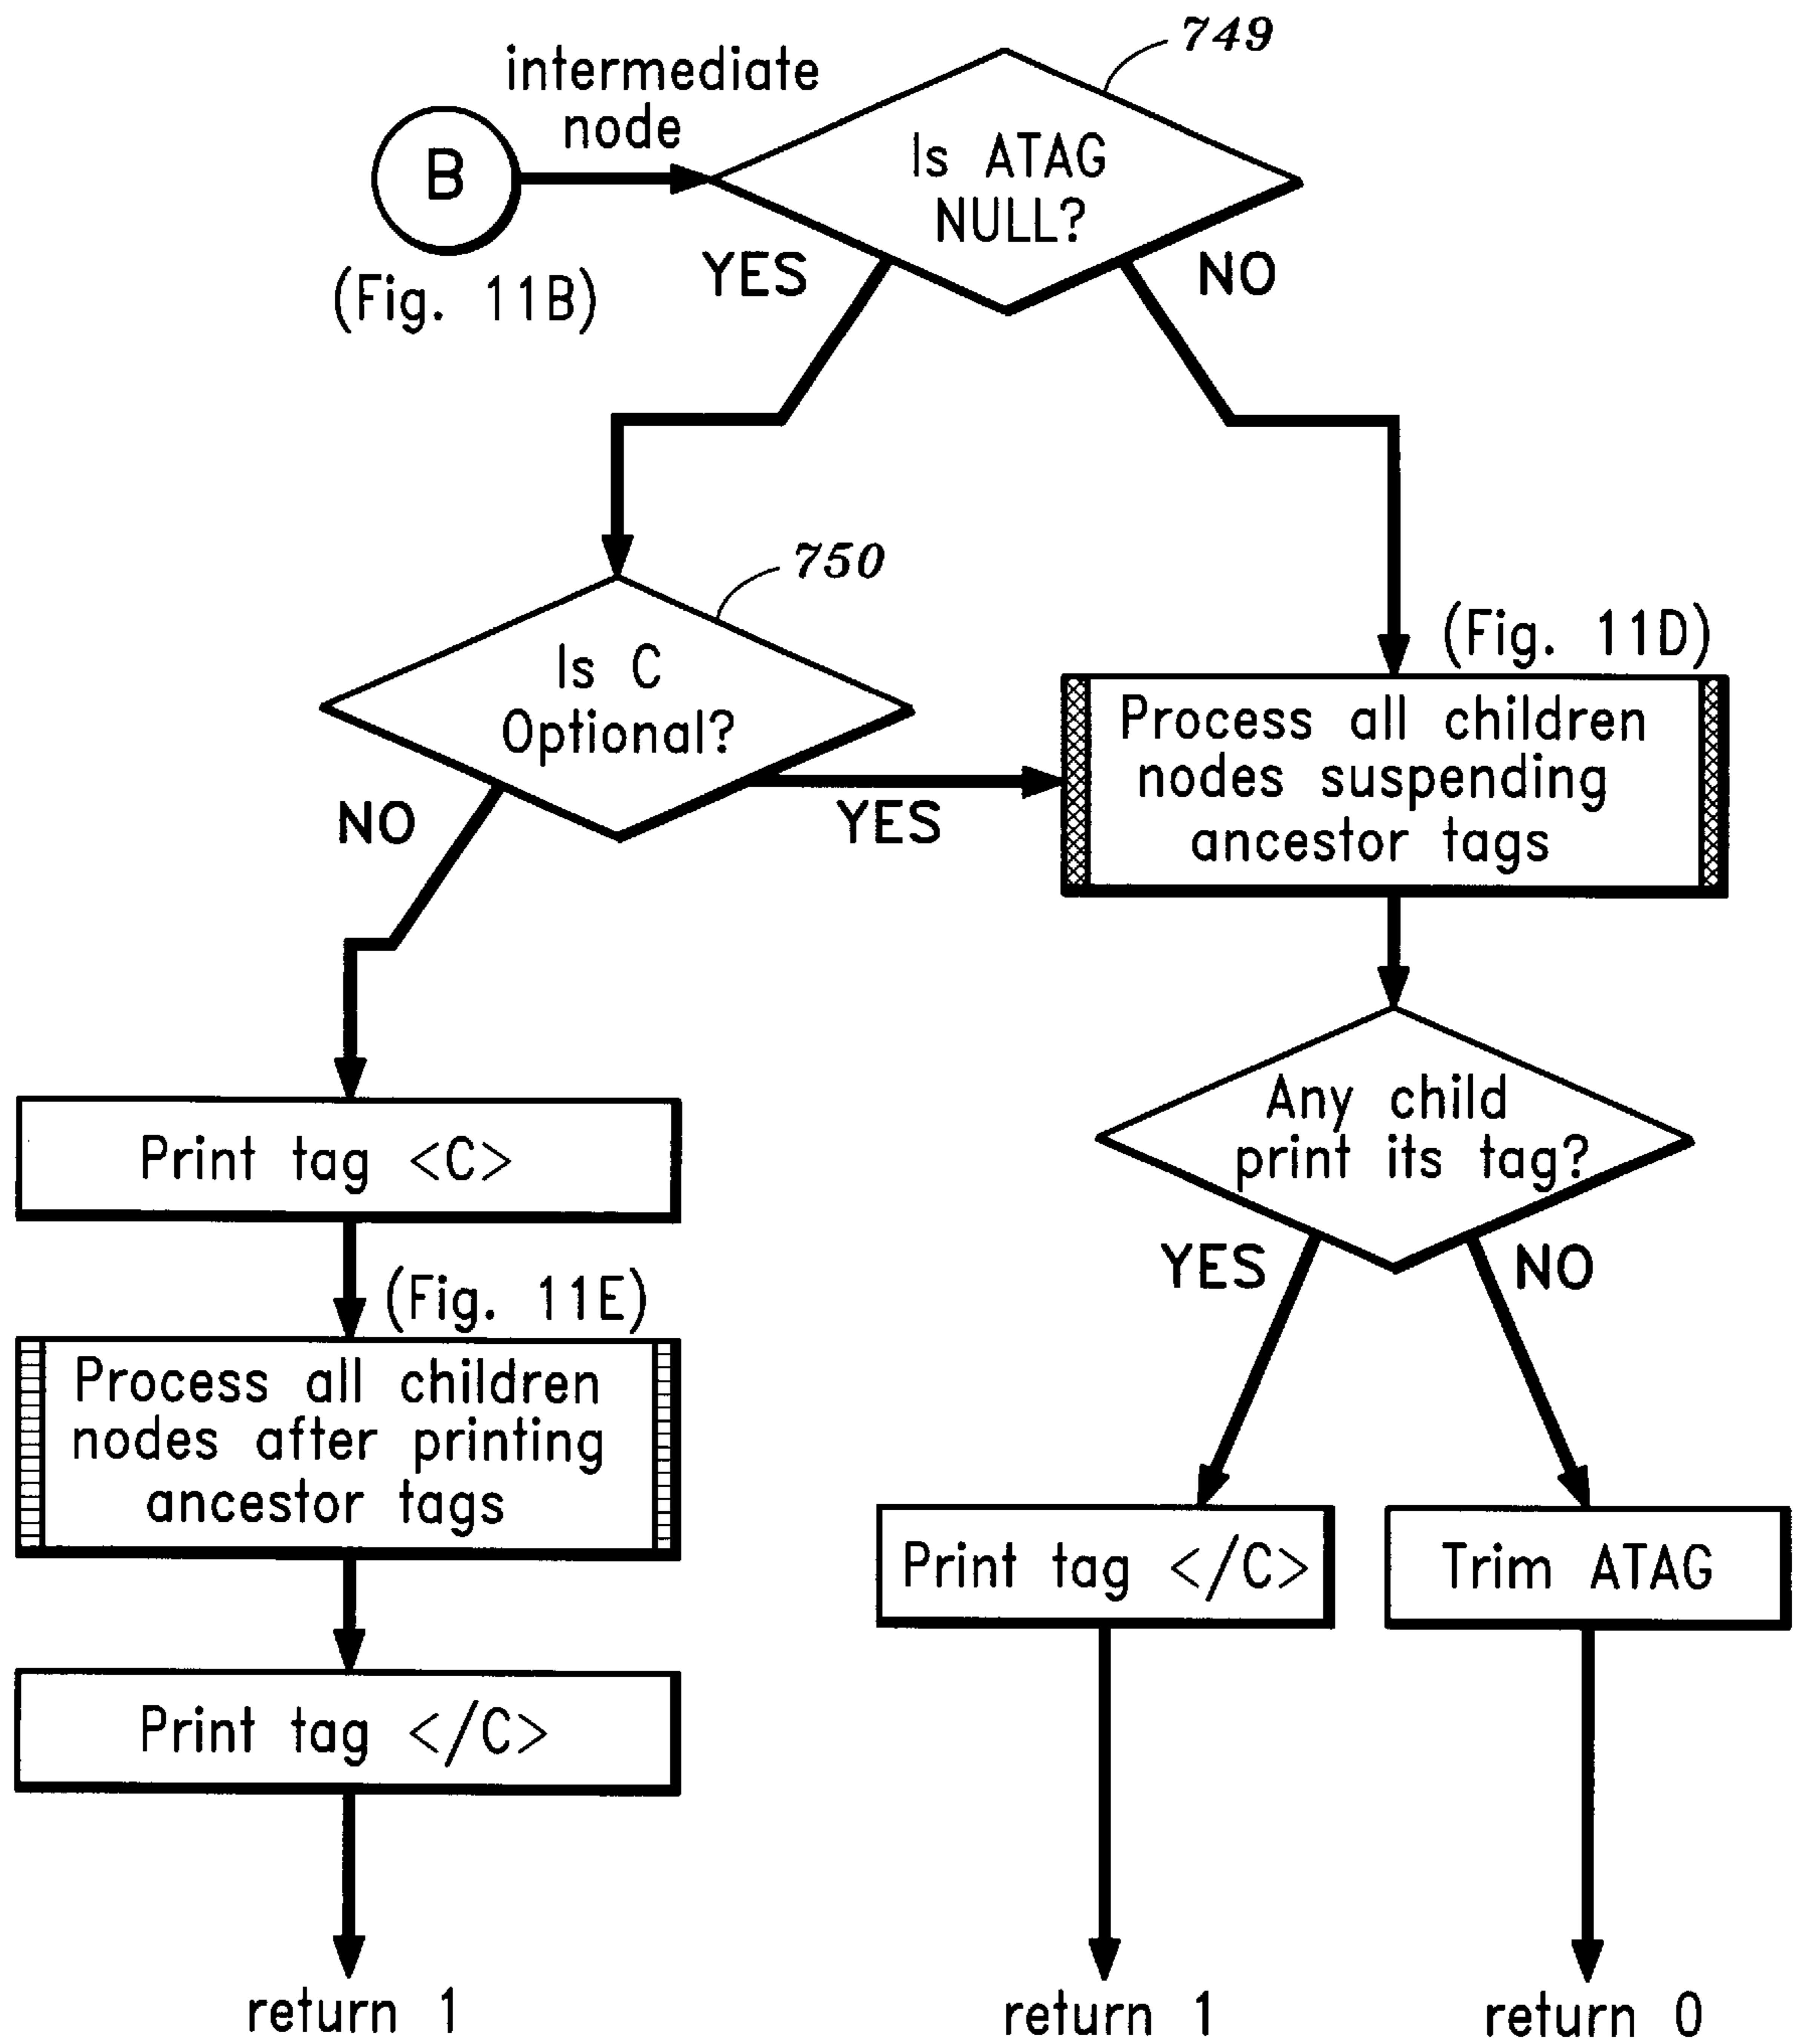 749
intermediate
node
B
Is ATAG
NULL?
YES
NO
(Fig. 11B)
750
Is C
Optional?
NO
YES
(Fig. 11D)
Process all children
nodes suspending
ancestor tags
Any child
print its tag?
YES
NO
Print tag <C>
(Fig. 11E)
Process all children
nodes after printing
ancestor tags
Print tag </C>
Trim ATAG
Print tag </C>
return 1
return 1
return 0